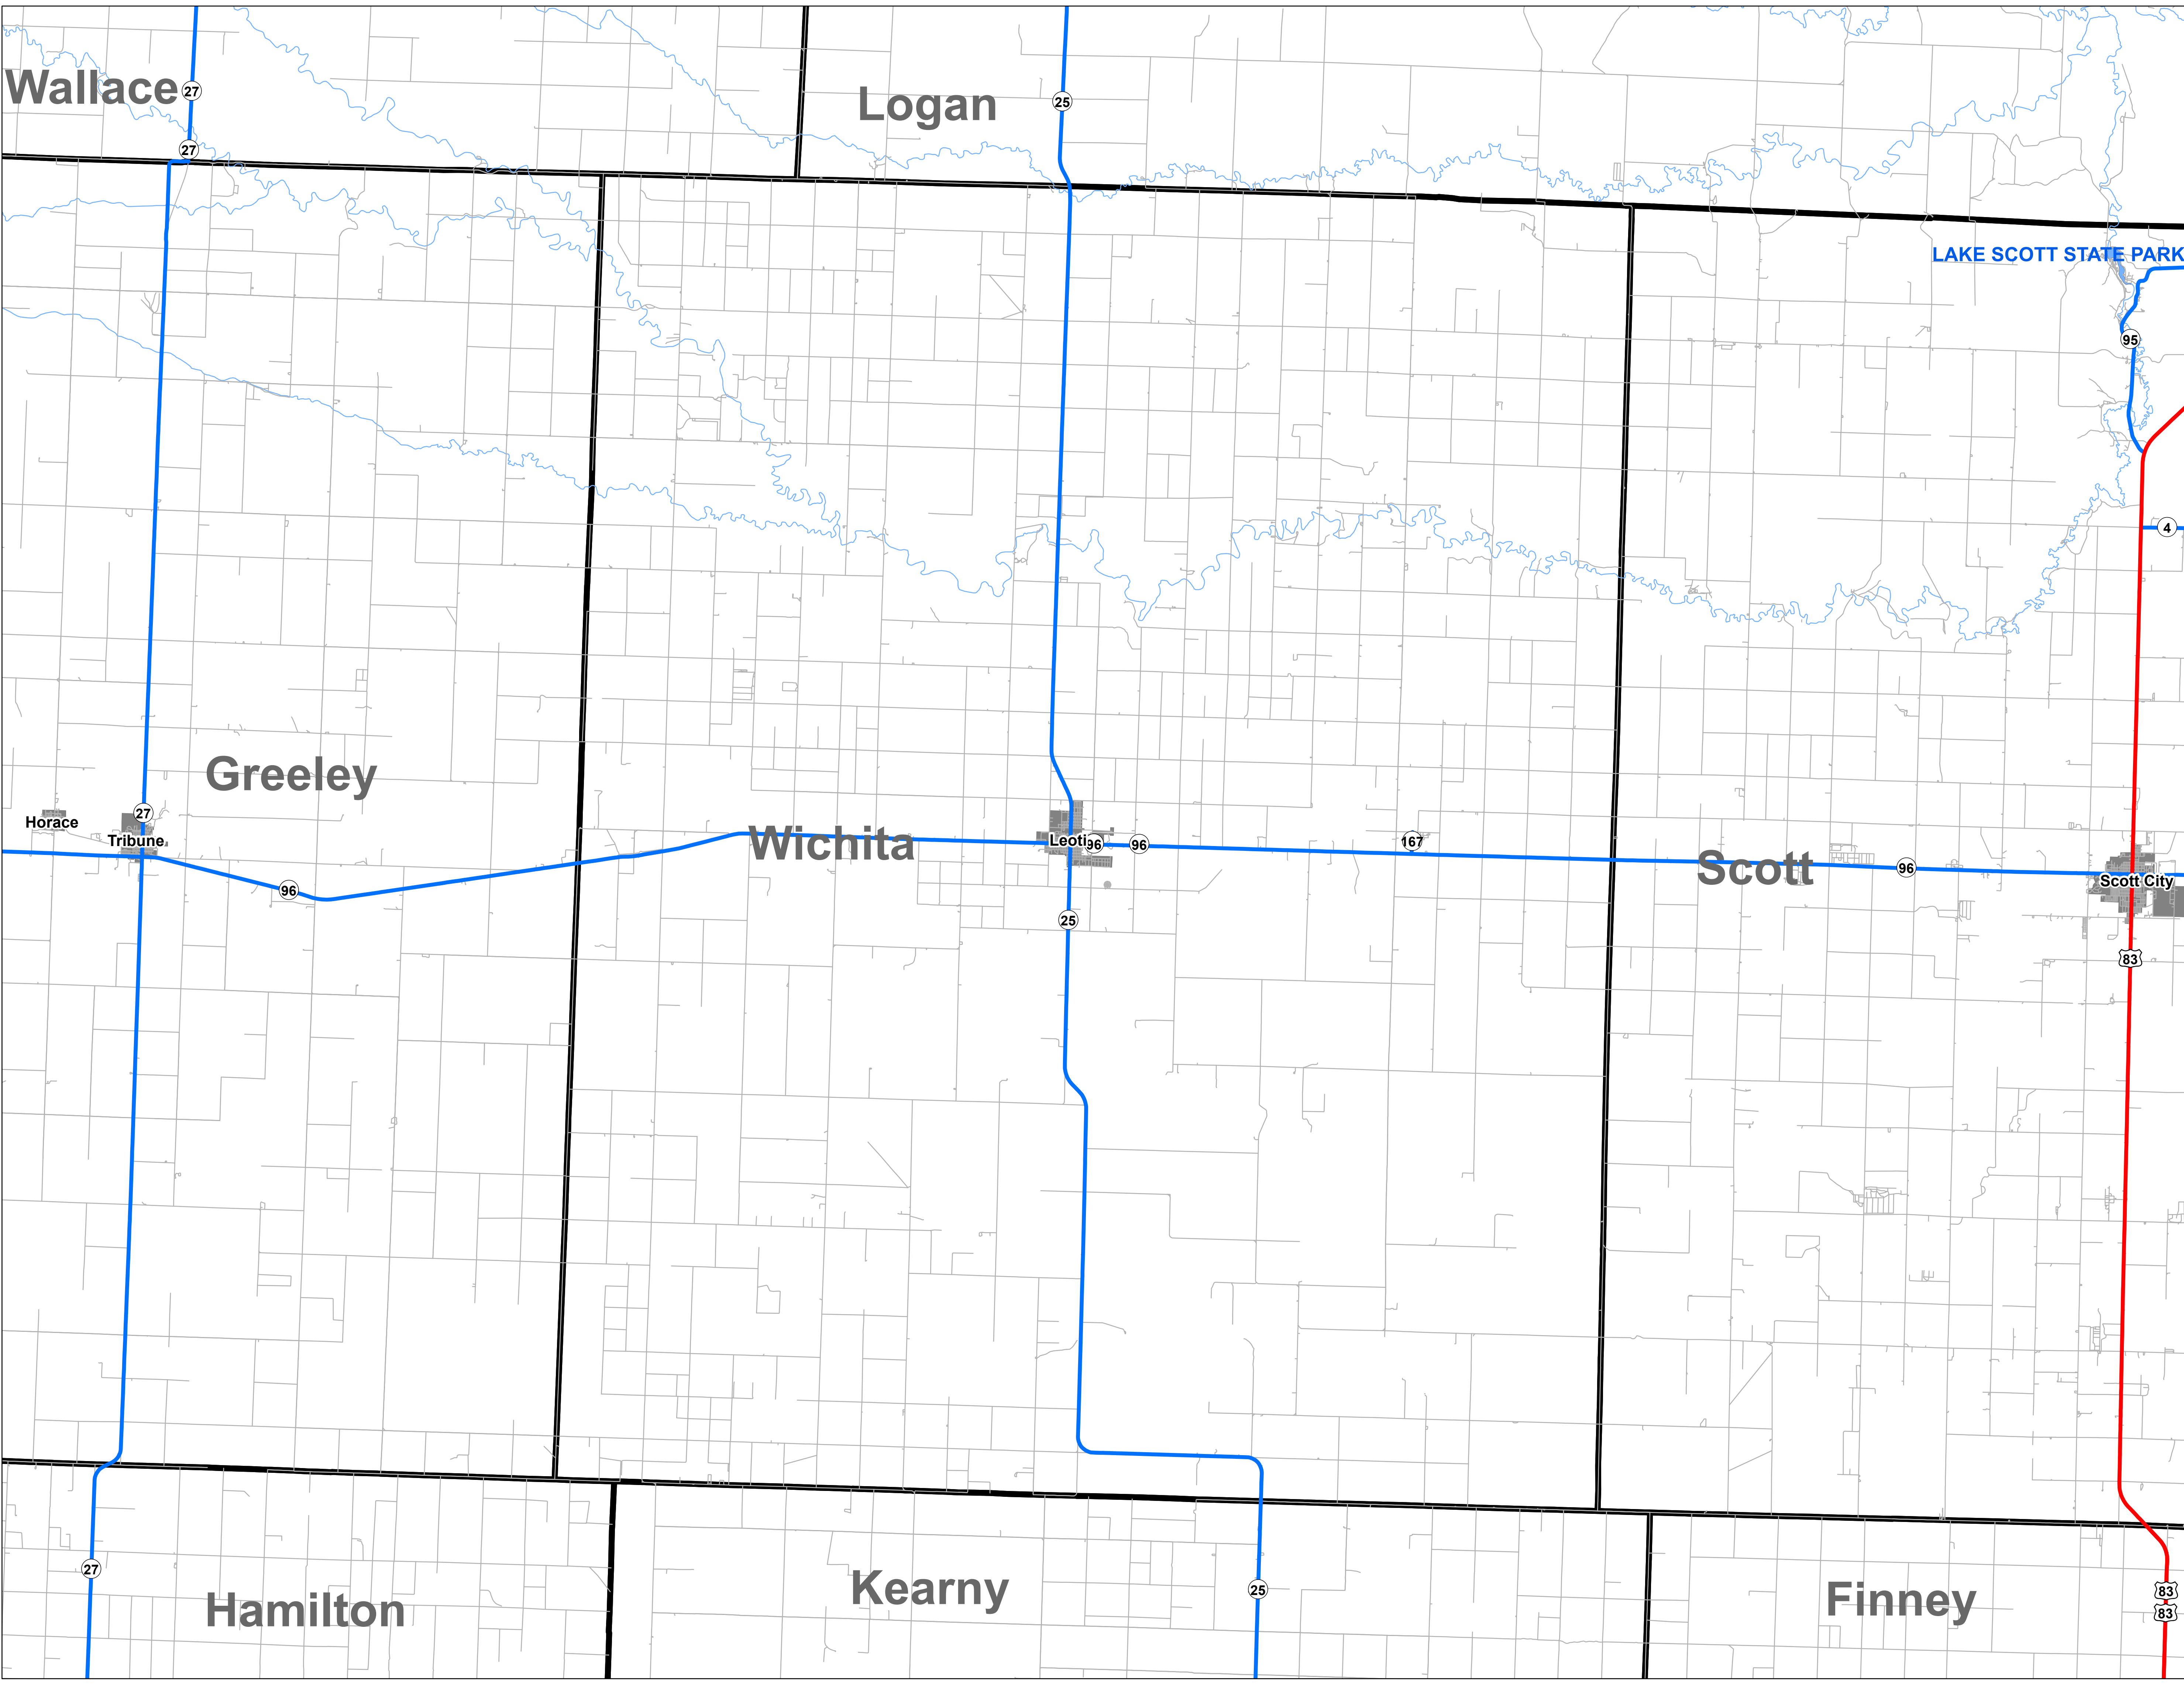 Wallace
27
Logan
25
27
LAKE SCOTT STATE PARK
95
4
Greeley
27
Horace
Tribune
Wichita
Leoti
96
96
167
Scott
96
Scott City
96
25
83
Kearny
27
25
Hamilton
Finney
83
83